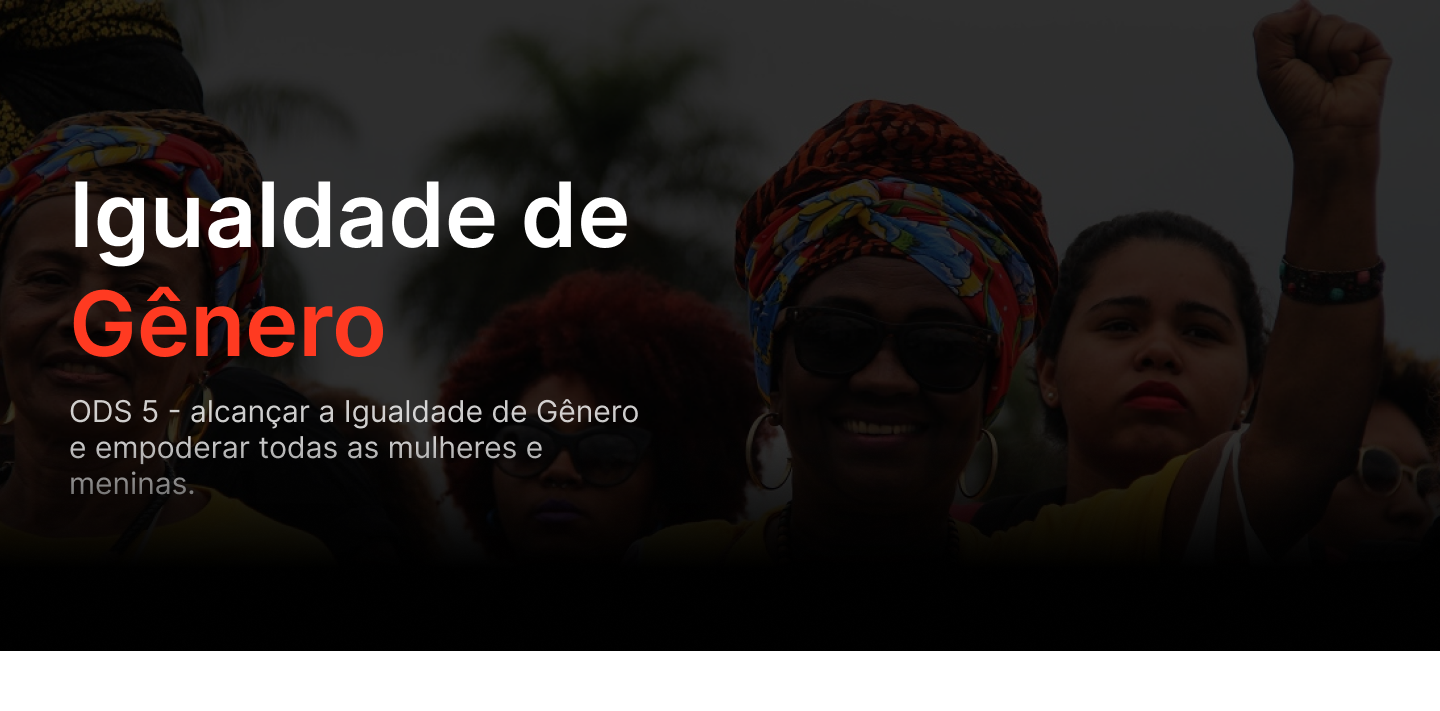 Igualdade de
Gênero
ODS 5 - alcançar a Igualdade de Gênero
e empoderar todas as mulheres e
meninas.